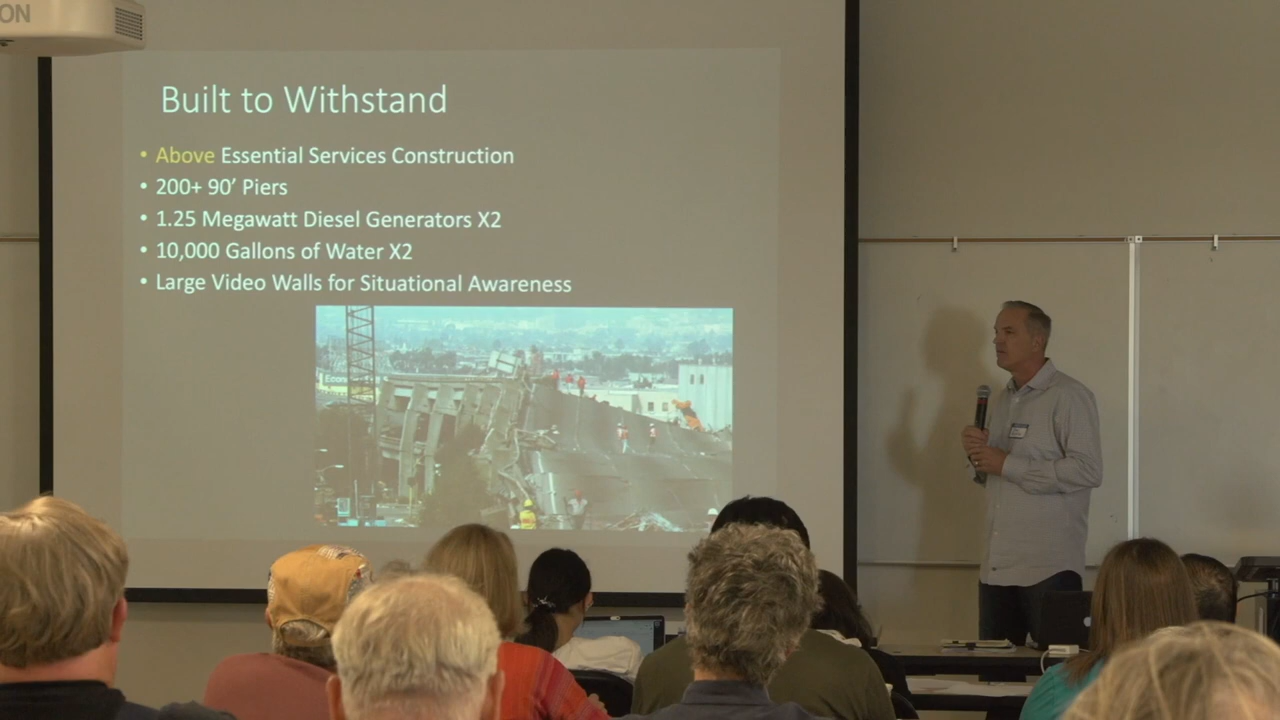 ON
Built to Withstand
• Above Essential Services Construction
• 200+ 90’ Piers
• 1.25 Megawatt Diesel Generators X2
• 10,000 Gallons of Water X2
• Large Video Walls for Situational Awareness